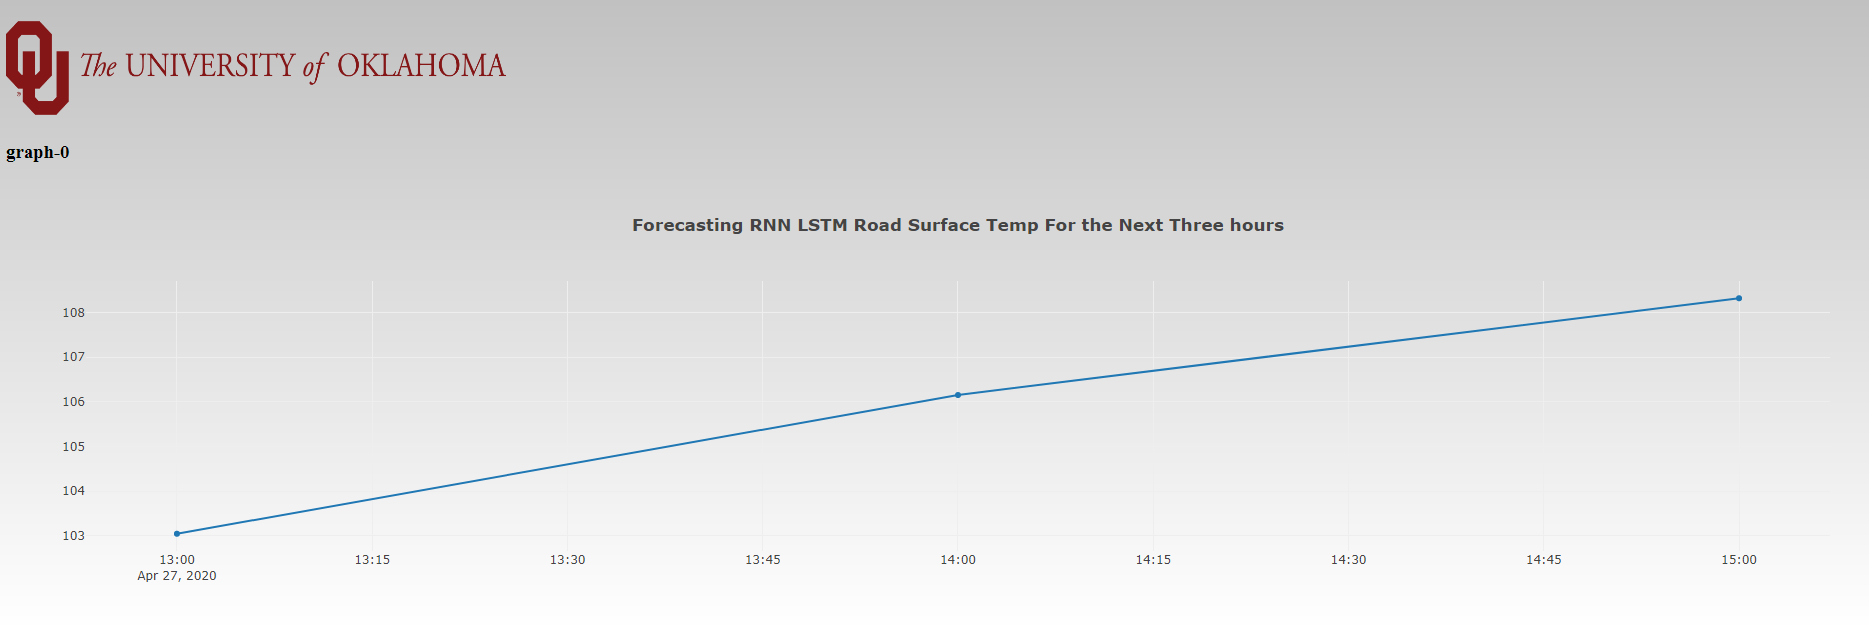 The UNIVERSITY of OKLAHOMA
graph-0
Forecasting RNN LSTM Road Surface Temp For the Next Three hours
108
107
106
105
104
103
13:00 13:15 13:30 13:45 14:00 14:15 14:30 14:45 15:00
Apr 27, 2020